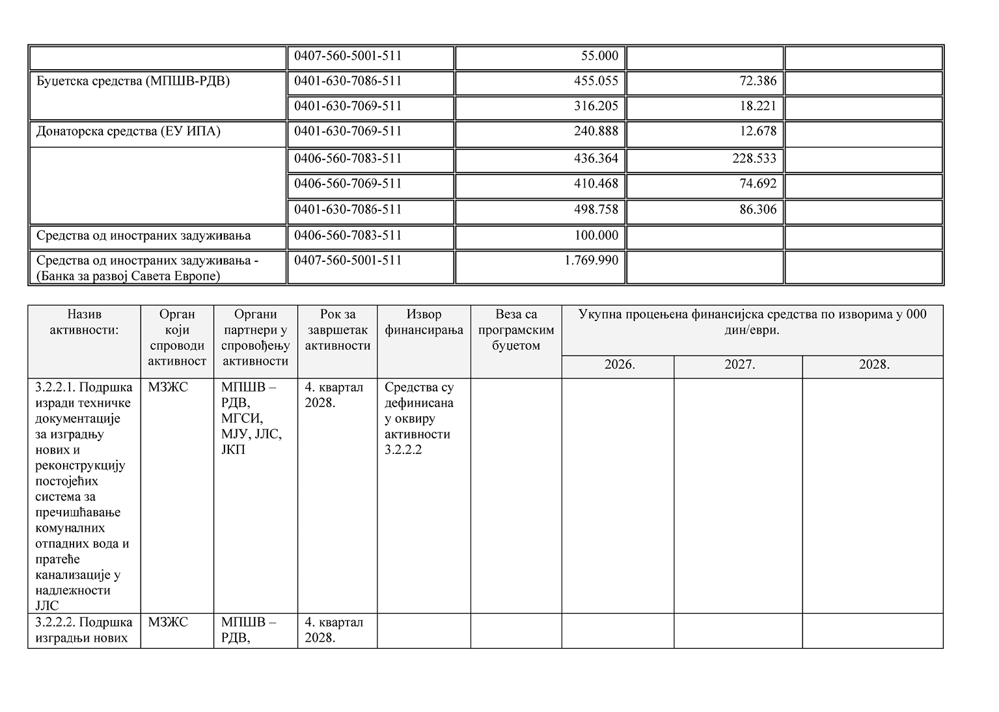 0407-560-5001-511 55.000
Буџетска средства (МПШВ-РДВ) 0401-630-7086-511 455.055 72.386
0401-630-7069-511 316.205 18.221
Донаторска средства (ЕУ ИПА) 0401-630-7069-511 240.888 12.678
0406-560-7083-511 436.364 228.533
0406-560-7069-511 410.468 74.692
0401-630-7086-511 498.758 86.306
Средства од иностраних задуживања 0406-560-7083-511 100.000
Средства од иностраних задуживања - 0407-560-5001-511 1.769.990
(Банка за развој Савета Европе)
Назив
активности:
Орган
који
спроводи
активност
Органи
партнери у
спровођењу
активности
Рок за
завршетак
активности
Извор
финансирања
Веза са
програмским
буџетом
Укупна процењена финансијска средства по изворима у 000
дин/еври.
2026. 2027. 2028.
3.2.2.1. Подршка
изради техничке
документације
за изградњу
нових и
реконструкцију
постојећих
система за
пречишћавање
комуналних
отпадних вода и
пратеће
канализације у
надлежности
ЈЛС
МЗЖС
МПШВ –
РДВ,
МГСИ,
МЈУ, ЈЛС,
ЈКП
4. квартал
2028.
Средства су
дефинисана
у оквиру
активности
3.2.2.2
3.2.2.2. Подршка
изградњи нових
МЗЖС
МПШВ –
РДВ,
4. квартал
2028.